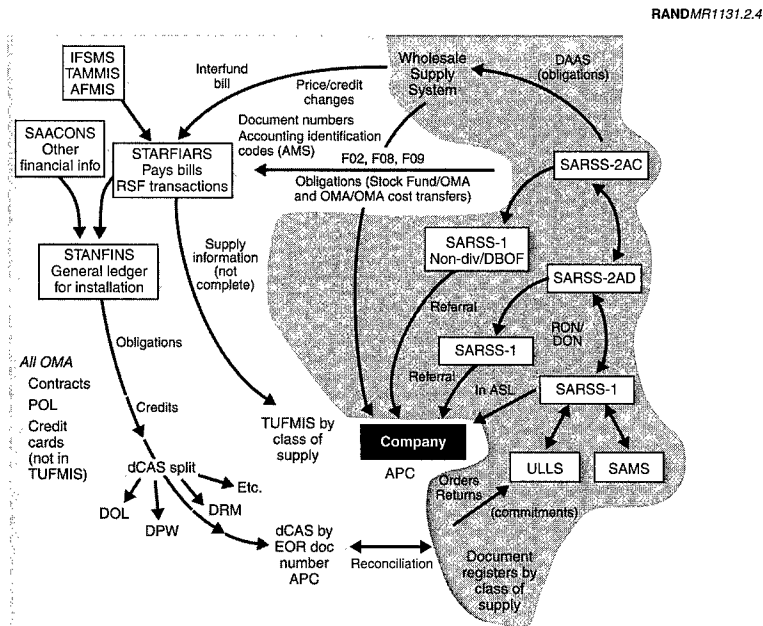 RANDMR1131.2.4
IFSMS
TAMMIS
AFMIS
Interfund
bill
Wholesale
Supply
System
DAAS
(obligations)
Price/credit
changes
SAACONS
Other
financial info
STARFIARS
Pays bills
RSF transactions
Document numbers
Accounting identification
codes (AMS)
F02, F08, F09
Obligations (Stock Fund/OMA
and OMA/OMA cost transfers)
SARSS-2AC
STANFINS
General ledger
for installation
Supply
information
(not
complete)
SARSS-1
Non-div/DBOF
SARSS-2AD
Referral
RON/
DON
Obligations
SARSS-1
Referral
In ASL
SARSS-1
All OMA
Contracts
POL
Credit
cards
(not in
TUFMIS)
Credits
TUFMIS by
class of
supply
Company
APC
ULLS
SAMS
dCAS split
Etc.
DRM
DOL
DPW
Orders
Returns
(commitments)
dCAS by
EOR doc
number
APC
Reconciliation
Document
registers by
class of
supply